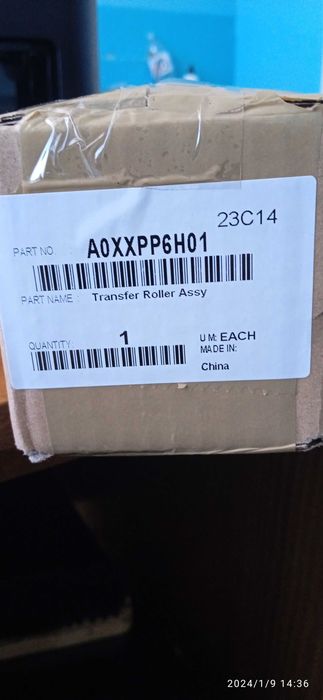 23C14
PART NO : A0XXPP6H01
PART NAME : Transfer Roller Assy
QUANTITY: 1 U M: EACH
MADE IN:
China
2024/1/9 14:36